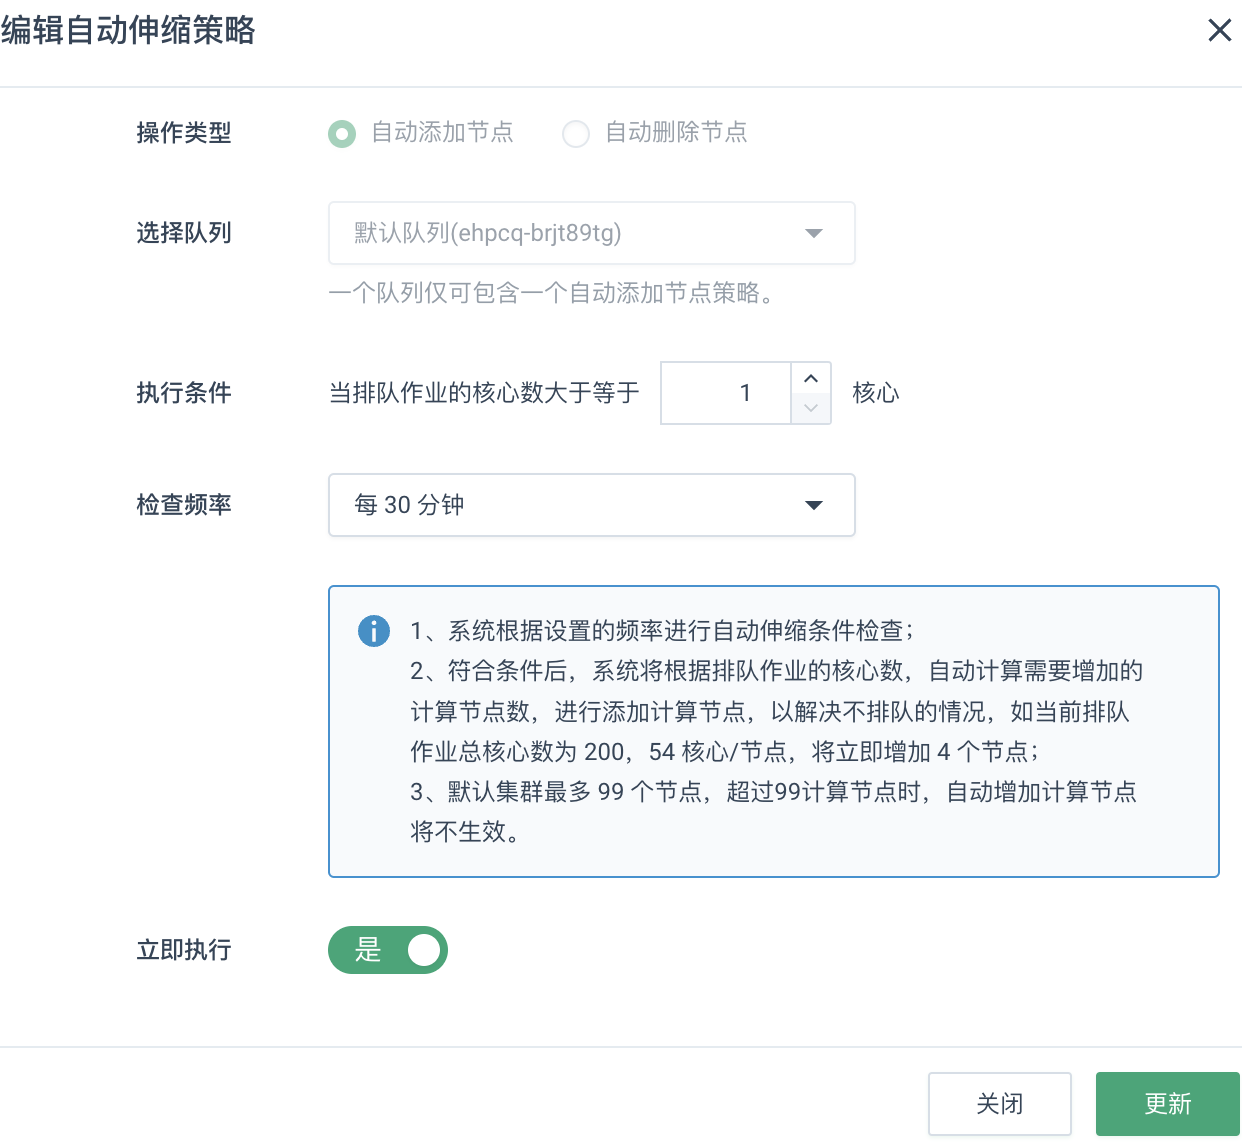 编辑自动伸缩策略
操作类型
自动添加节点
自动删除节点
选择队列
默认队列(ehpcq-brjt89tg)
一个队列仅可包含一个自动添加节点策略。
执行条件
当排队作业的核心数大于等于
1
核心
检查频率
每 30 分钟
1、系统根据设置的频率进行自动伸缩条件检查；
2、符合条件后，系统将根据排队作业的核心数，自动计算需要增加的
计算节点数，进行添加计算节点，以解决不排队的情况，如当前排队
作业总核心数为 200，54 核心/节点，将立即增加 4 个节点；
3、默认集群最多 99 个节点，超过99计算节点时，自动增加计算节点
将不生效。
立即执行
是
关闭
更新